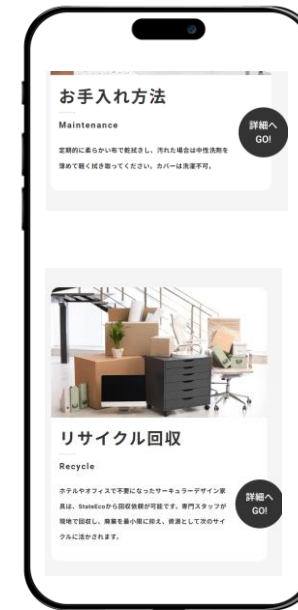 お手入れ方法
Maintenance
定期的に柔らかい布で乾拭きし、汚れた場合は中性洗剤を
薄めて軽く拭き取ってください。カバーは洗濯不可。
詳細へ
GO!
リサイクル回収
Recycle
ホテルやオフィスで不要になったサーキュラーデザイン家
具は、StateEcoから回収依頼が可能です。専門スタッフが
現地で回収し、廃棄を最小限に抑え、資源として次のサイ
クルに活かされます。
詳細へ
GO!